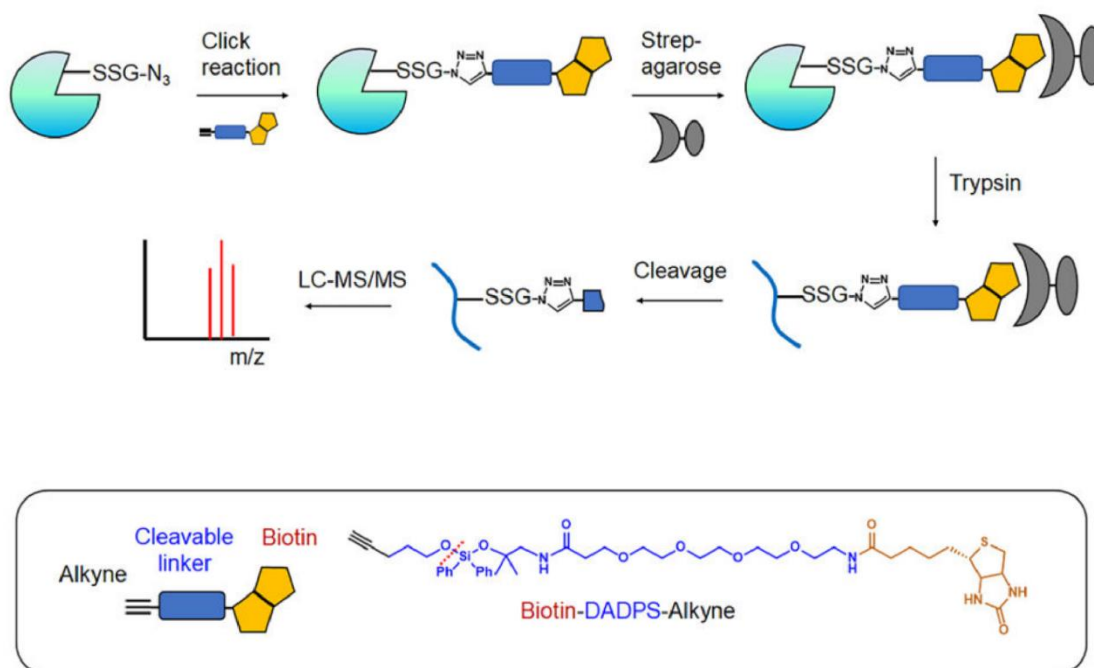 Click reaction
Strep-agarose
SSG-N3
SSG-N N=N
SSG-N N=N
Trypsin
LC-MS/MS
SSG-N N=N
Cleavage
SSG-N N=N
m/z
Alkyne
Cleavable linker
Biotin
O Si O Ph Ph N H O O O O O N H O S HN NH O
Biotin-DADPS-Alkyne